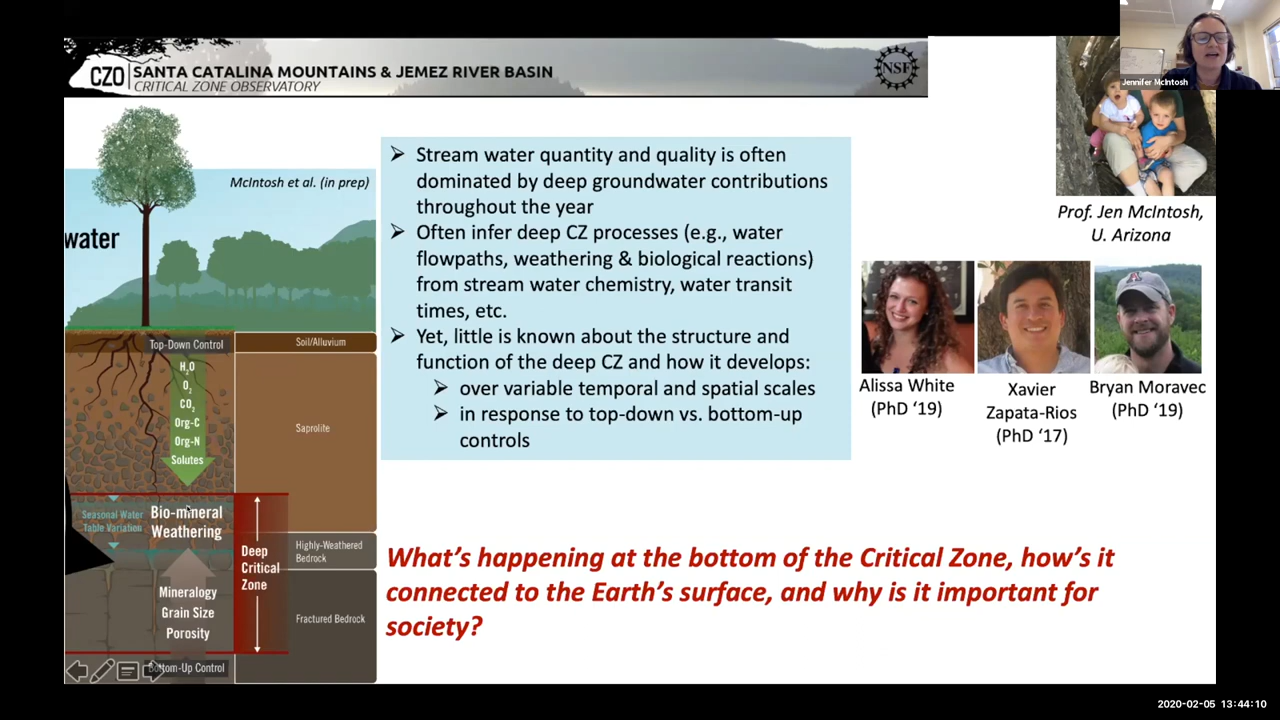 CZO
SANTA CATALINA MOUNTAINS & JEMEZ RIVER BASIN
CRITICAL ZONE OBSERVATORY
NSF
Jennifer McIntosh
McIntosh et al. (in prep)
water
Top-Down Control
H₂O
O₂
CO₂
Org-C
Org-N
Solutes
Seasonal Water
Table Variation
Bio-mineral
Weathering
Mineralogy
Grain Size
Porosity
Bottom-Up Control
Deep
Critical
Zone
Soil/Alluvium
Saprolite
Highly-Weathered
Bedrock
Fractured Bedrock
➢ Stream water quantity and quality is often
dominated by deep groundwater contributions
throughout the year
➢ Often infer deep CZ processes (e.g., water
flowpaths, weathering & biological reactions)
from stream water chemistry, water transit
times, etc.
➢ Yet, little is known about the structure and
function of the deep CZ and how it develops:
➢ over variable temporal and spatial scales
➢ in response to top-down vs. bottom-up
controls
Prof. Jen McIntosh,
U. Arizona
Alissa White
(PhD ‘19)
Xavier
Zapata-Rios
(PhD ‘17)
Bryan Moravec
(PhD ‘19)
What’s happening at the bottom of the Critical Zone, how’s it
connected to the Earth’s surface, and why is it important for
society?
2020-02-05 13:44:10